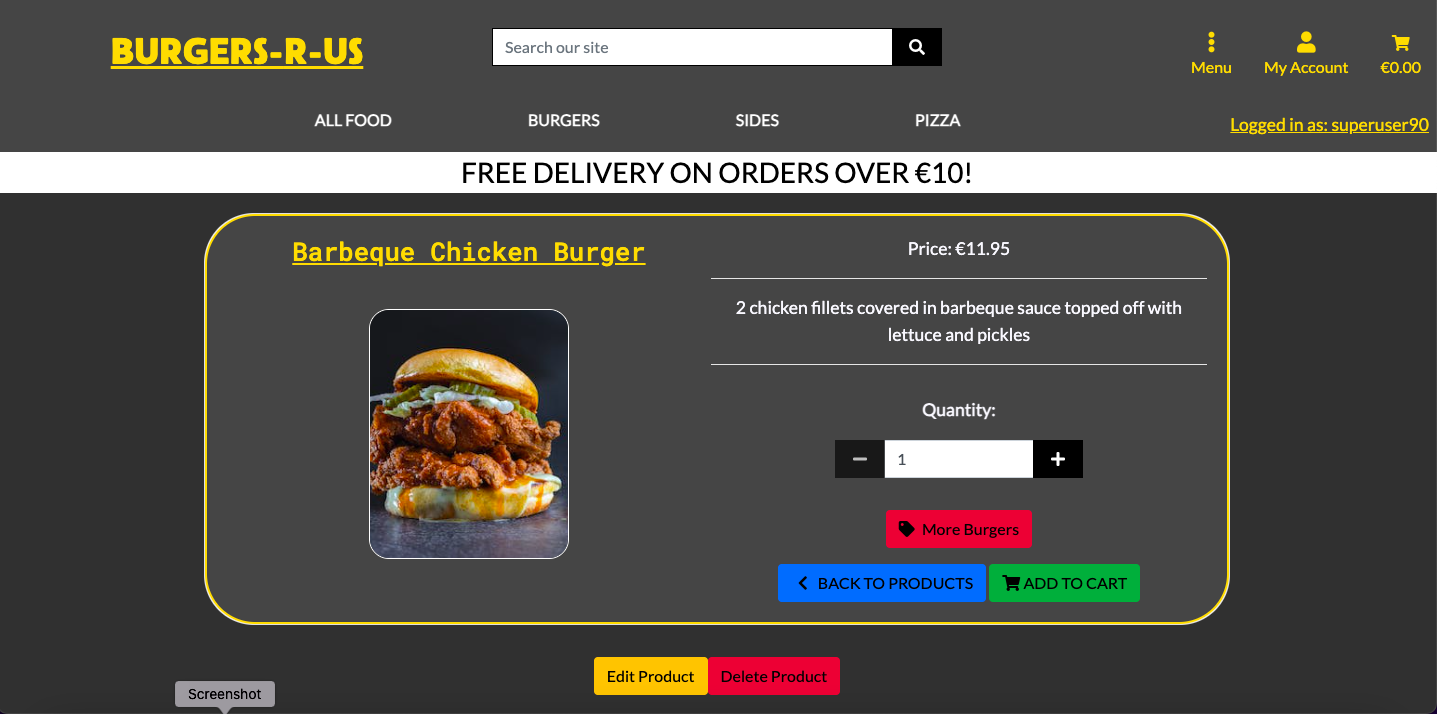 BURGERS-R-US
Search our site
Menu
My Account
€0.00
ALL FOOD
BURGERS
SIDES
PIZZA
Logged in as: superuser90
FREE DELIVERY ON ORDERS OVER €10!
Barbeque Chicken Burger
Price: €11.95
2 chicken fillets covered in barbeque sauce topped off with
lettuce and pickles
Quantity:
1
More Burgers
BACK TO PRODUCTS
ADD TO CART
Edit Product
Delete Product
Screenshot